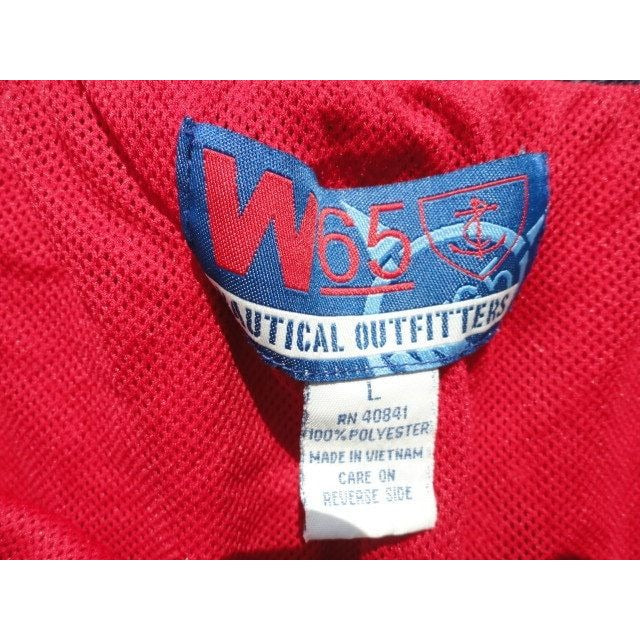 W65
AUTICAL OUTFITTERS
L
RN 40841
100% POLYESTER
MADE IN VIETNAM
CARE ON
REVERSE SIDE